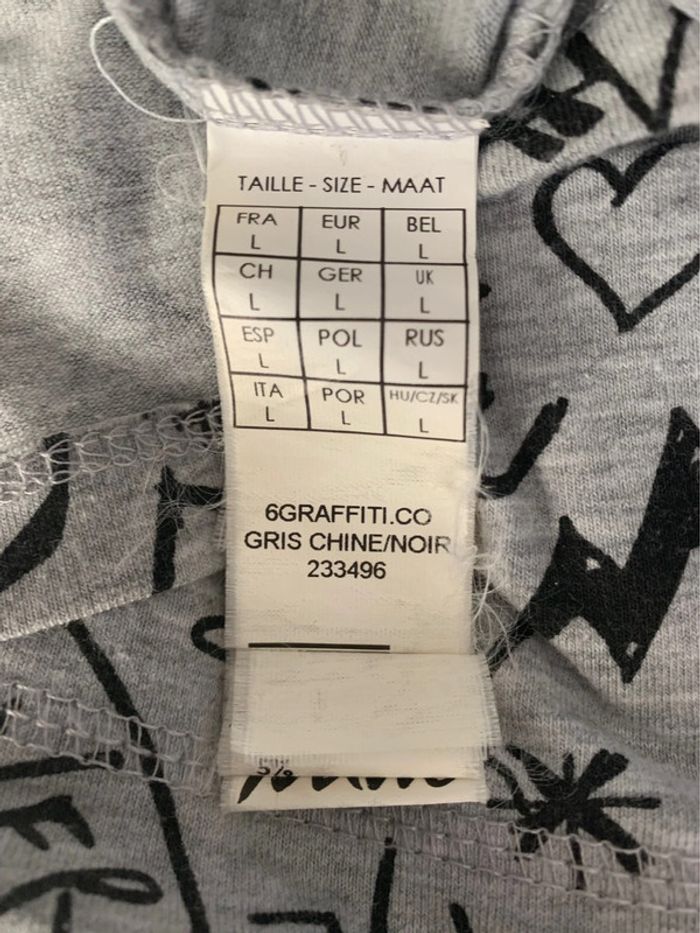 TAILLE - SIZE - MAAT
FRA EUR BEL
L L L
CH GER UK
L L L
ESP POL RUS
L L L
ITA POR HU/CZ/SK
L L L
6GRAFFITI.CO
GRIS CHINE/NOIR
233496